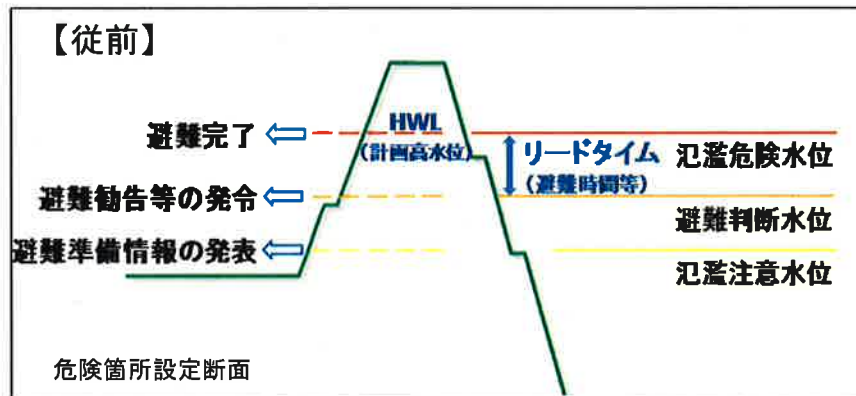 【従前】
避難完了
HWL
(計画高水位)
リードタイム
(避難時間等)
氾濫危険水位
避難勧告等の発令
避難判断水位
避難準備情報の発表
氾濫注意水位
危険箇所設定断面